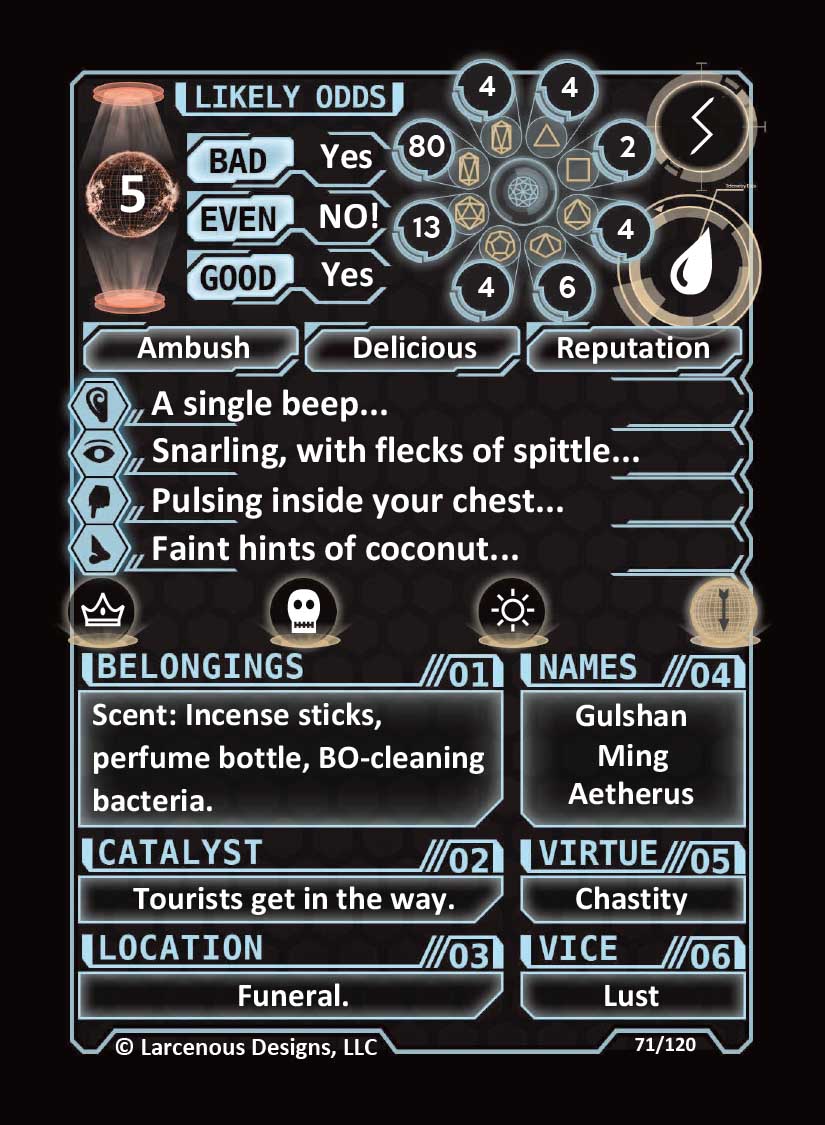 LIKELY ODDS
5
BAD Yes
EVEN NO!
GOOD Yes
4
4
80
2
13
4
4
6
Telemetry Data
Ambush
Delicious
Reputation
A single beep...
Snarling, with flecks of spittle...
Pulsing inside your chest...
Faint hints of coconut...
BELONGINGS ///01
Scent: Incense sticks,
perfume bottle, BO-cleaning
bacteria.
NAMES ///04
Gulshan
Ming
Aetherus
CATALYST ///02
Tourists get in the way.
VIRTUE ///05
Chastity
LOCATION ///03
Funeral.
VICE ///06
Lust
© Larcenous Designs, LLC
71/120